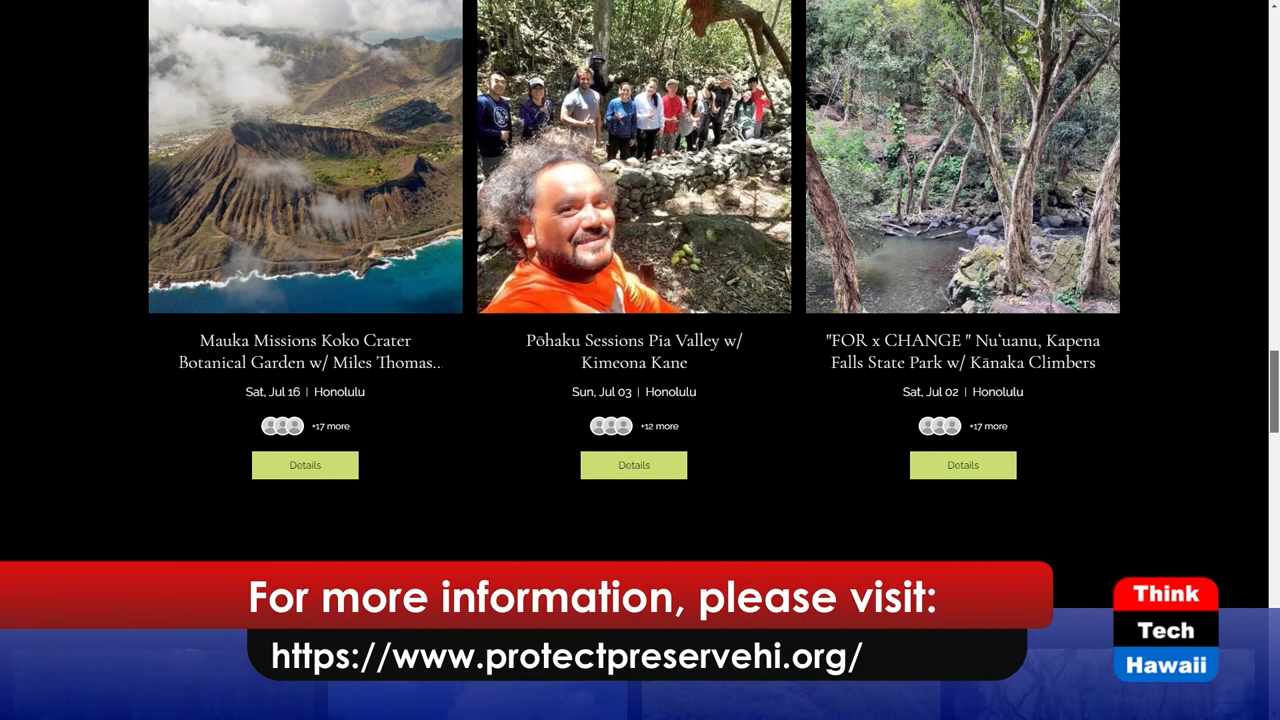 Mauka Missions Koko Crater
Botanical Garden w/ Miles Thomas...
Sat, Jul 16 | Honolulu
+17 more
Details
Pōhaku Sessions Pia Valley w/
Kimeona Kane
Sun, Jul 03 | Honolulu
+12 more
Details
"FOR x CHANGE " Nuʻuanu, Kapena
Falls State Park w/ Kānaka Climbers
Sat, Jul 02 | Honolulu
+17 more
Details
For more information, please visit:
https://www.protectpreservehi.org/
Think
Tech
Hawaii